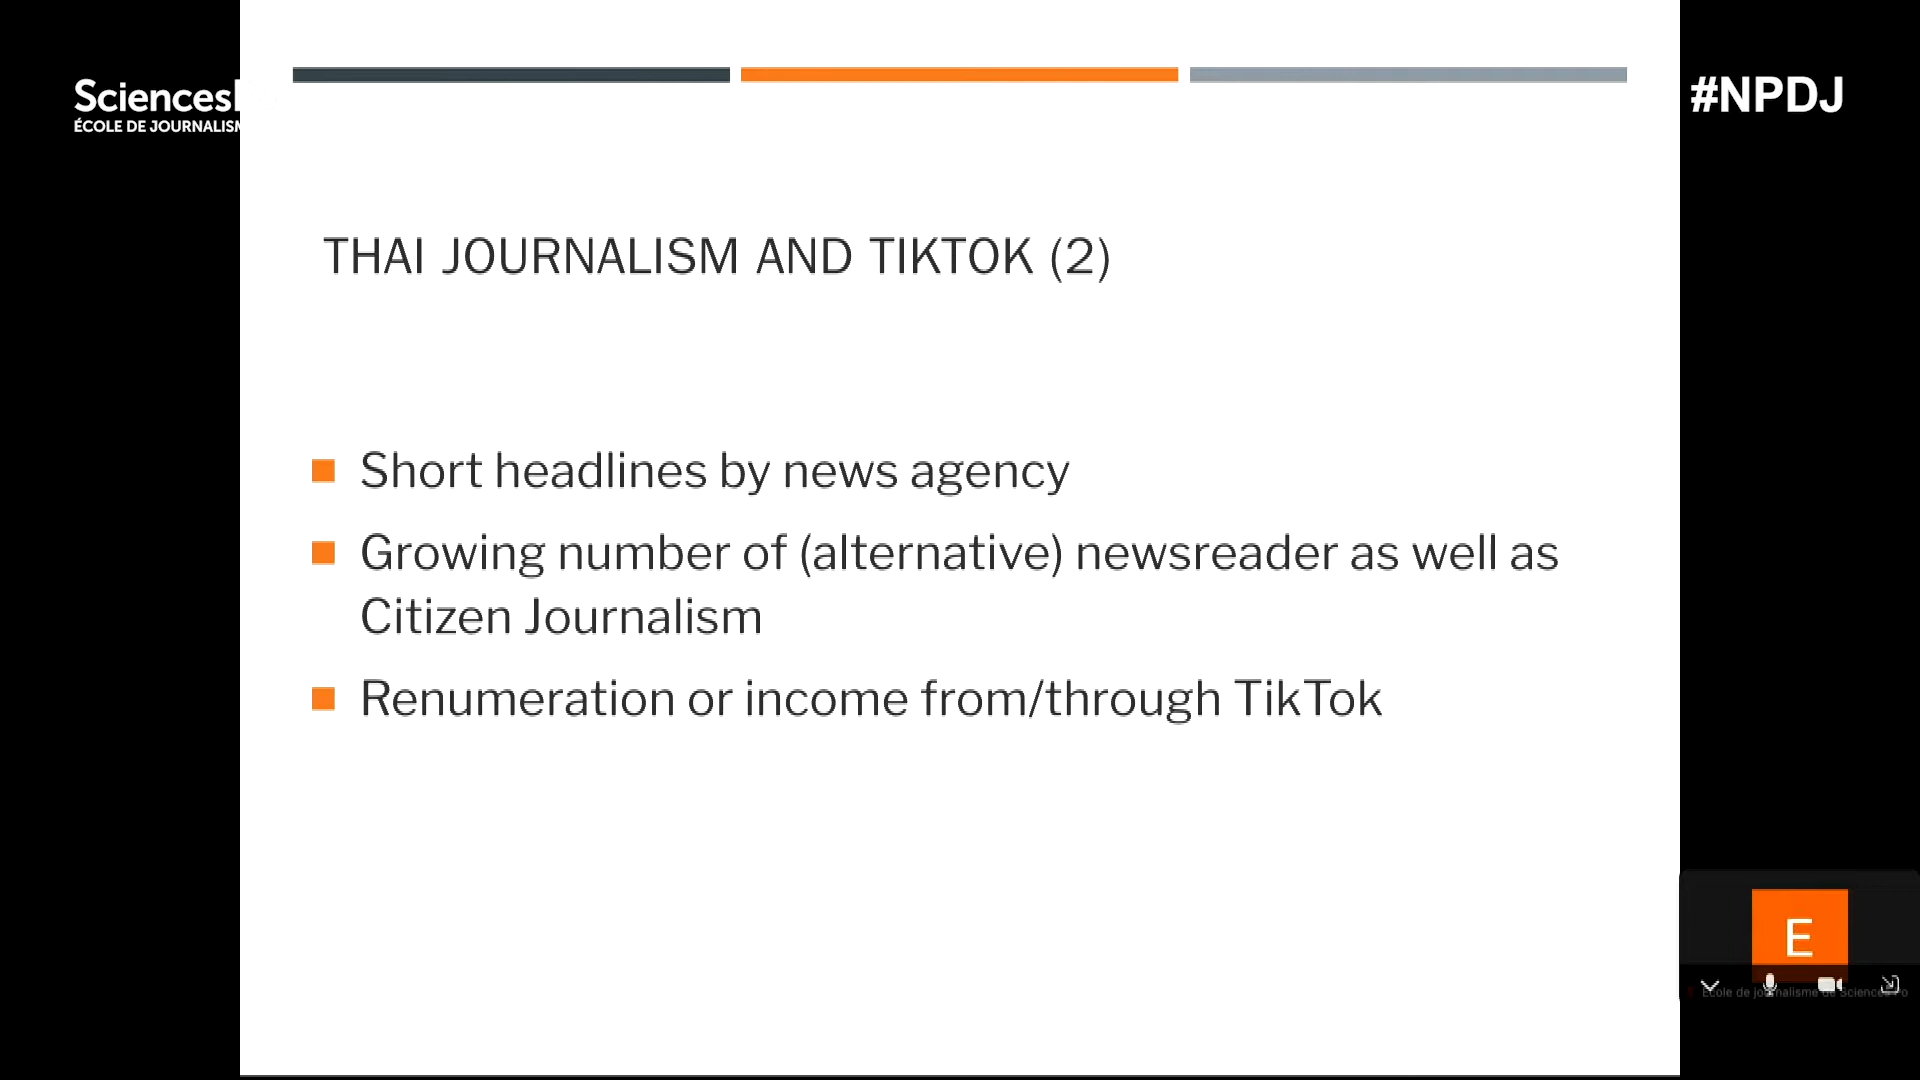 Sciences
ÉCOLE DE JOURNALISM
#NPDJ
THAI JOURNALISM AND TIKTOK (2)
Short headlines by news agency
Growing number of (alternative) newsreader as well as
Citizen Journalism
Renumeration or income from/through TikTok
E
École de journalisme de Sciences Po